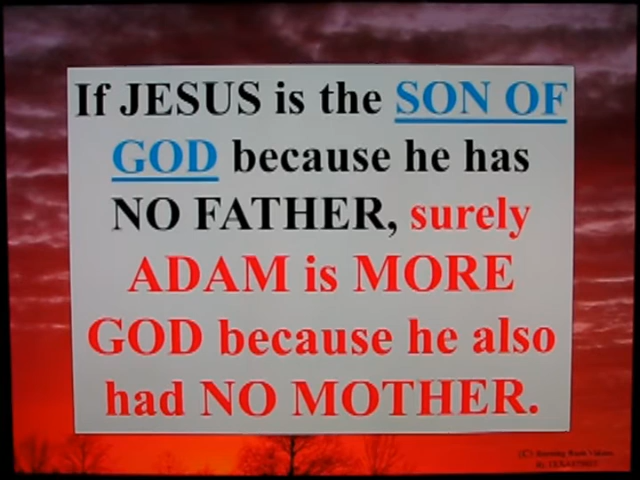 If JESUS is the SON OF
GOD because he has
NO FATHER, surely
ADAM is MORE
GOD because he also
had NO MOTHER.
(C)
By